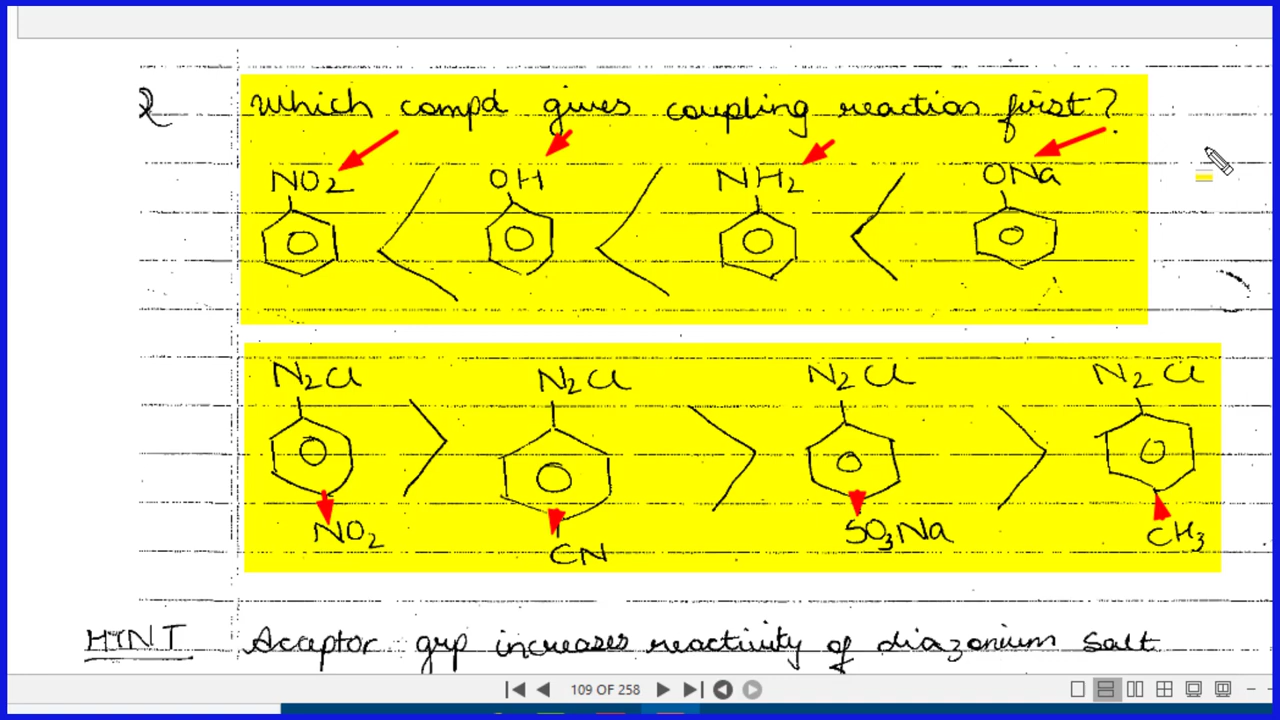 2 Which compd gives coupling reaction first?
NO2 < OH < NH2 < ONa
N2Cl > N2Cl > N2Cl > N2Cl
NO2 CN SO3Na CH3
HINT Acceptor grp increases reactivity of diazonium salt
109 OF 258